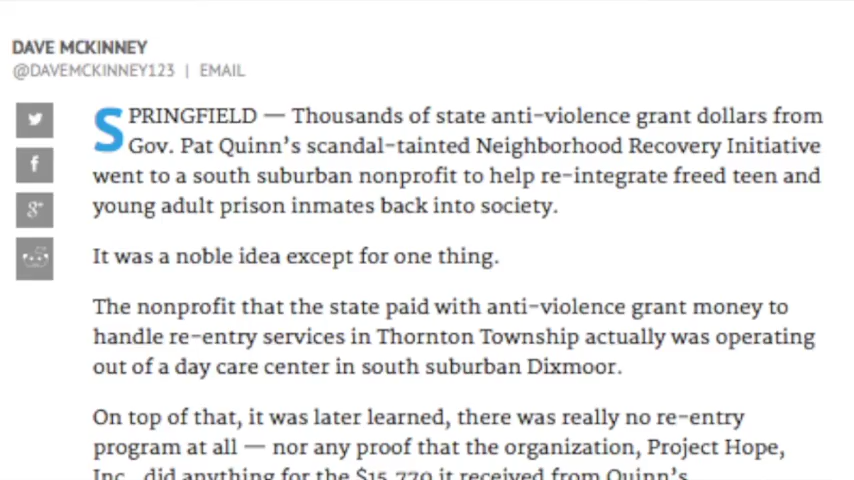 DAVE MCKINNEY
@DAVEMCKINNEY123 | EMAIL
SPRINGFIELD — Thousands of state anti-violence grant dollars from
Gov. Pat Quinn's scandal-tainted Neighborhood Recovery Initiative
went to a south suburban nonprofit to help re-integrate freed teen and
young adult prison inmates back into society.
It was a noble idea except for one thing.
The nonprofit that the state paid with anti-violence grant money to
handle re-entry services in Thornton Township actually was operating
out of a day care center in south suburban Dixmoor.
On top of that, it was later learned, there was really no re-entry
program at all — nor any proof that the organization, Project Hope,
Inc., did anything for the $15,770 it received from Quinn's